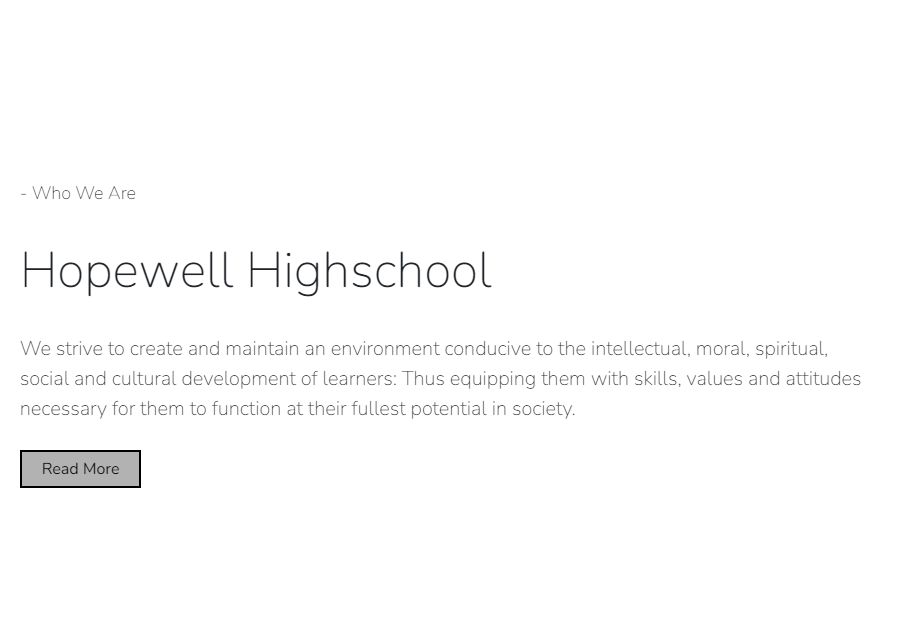 - Who We Are
Hopewell Highschool
We strive to create and maintain an environment conducive to the intellectual, moral, spiritual,
social and cultural development of learners: Thus equipping them with skills, values and attitudes
necessary for them to function at their fullest potential in society.
Read More